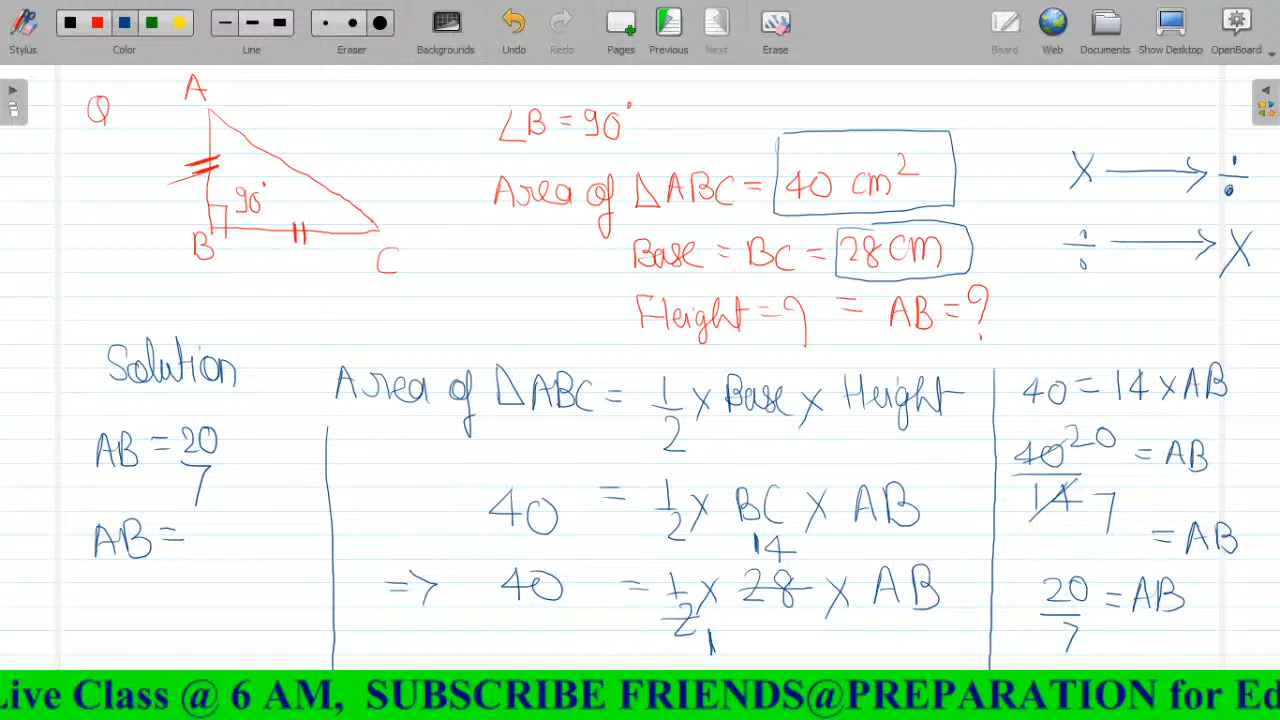 Stylus
Color
Line
Eraser
Backgrounds
Undo
Redo
Pages
Previous
Next
Erase
Board
Web
Documents
Show Desktop
OpenBoard
Q
A
90°
B
C
∠B = 90°
Area of △ABC = 40 cm²
Base = BC = 28 CM
Height = ? = AB = ?
X → ÷
÷ → X
Solution
AB = 20/7
AB =
Area of △ABC = 1/2 × Base × Height
40 = 1/2 × BC × AB
14
=> 40 = 1/2 × 28 × AB
1
40 = 14 × AB
40 20
14 7 = AB
= AB
20/7 = AB
Live Class @ 6 AM, SUBSCRIBE FRIENDS@PREPARATION for Ed